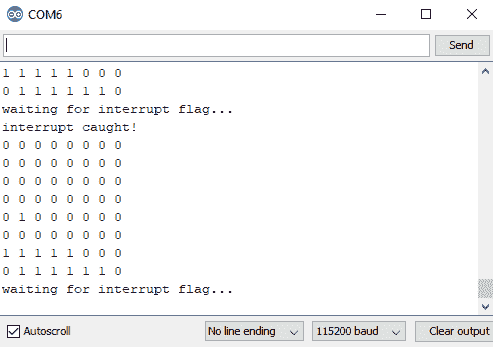 COM6
Send
1 1 1 1 1 0 0 0
0 1 1 1 1 1 1 0
waiting for interrupt flag...
interrupt caught!
0 0 0 0 0 0 0 0
0 0 0 0 0 0 0 0
0 0 0 0 0 0 0 0
0 0 0 0 0 0 0 0
0 1 0 0 0 0 0 0
0 0 0 0 0 0 0 0
1 1 1 1 1 0 0 0
0 1 1 1 1 1 1 0
waiting for interrupt flag...
Autoscroll No line ending 115200 baud Clear output